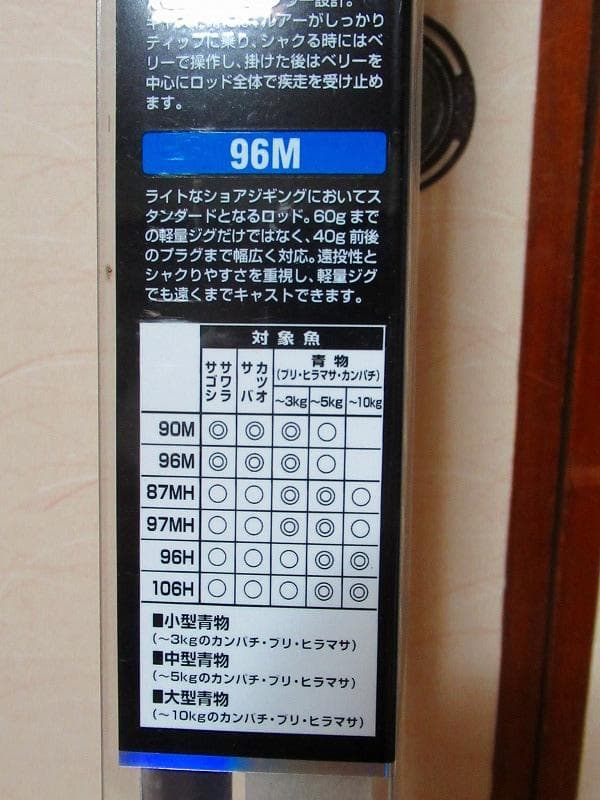 ー設計。
ルアーがしっかり
ティップに乗り、シャクる時にはベ
リーで操作し、掛けた後はベリーを
中心にロッド全体で疾走を受け止め
ます。
96M
ライトなショアジギングにおいてス
タンダードとなるロッド。60gまで
の軽量ジグだけではなく、40g前後
のプラグまで幅広く対応。遠投性と
シャクりやすさを重視し、軽量ジグ
でも遠くまでキャストできます。
対象魚
サワラ サゴシ
カツオ サバ
青物
(ブリ・ヒラマサ・カンパチ)
～3kg ～5kg ～10kg
90M ◎ ◎ ◎ ○
96M ◎ ◎ ◎ ○
87MH ○ ○ ◎ ◎ ○
97MH ○ ○ ◎ ◎ ○
96H ○ ○ ○ ◎ ◎
106H ○ ○ ○ ◎ ◎
■小型青物
(～3kgのカンパチ・ブリ・ヒラマサ)
■中型青物
(～5kgのカンパチ・ブリ・ヒラマサ)
■大型青物
(～10kgのカンパチ・ブリ・ヒラマサ)